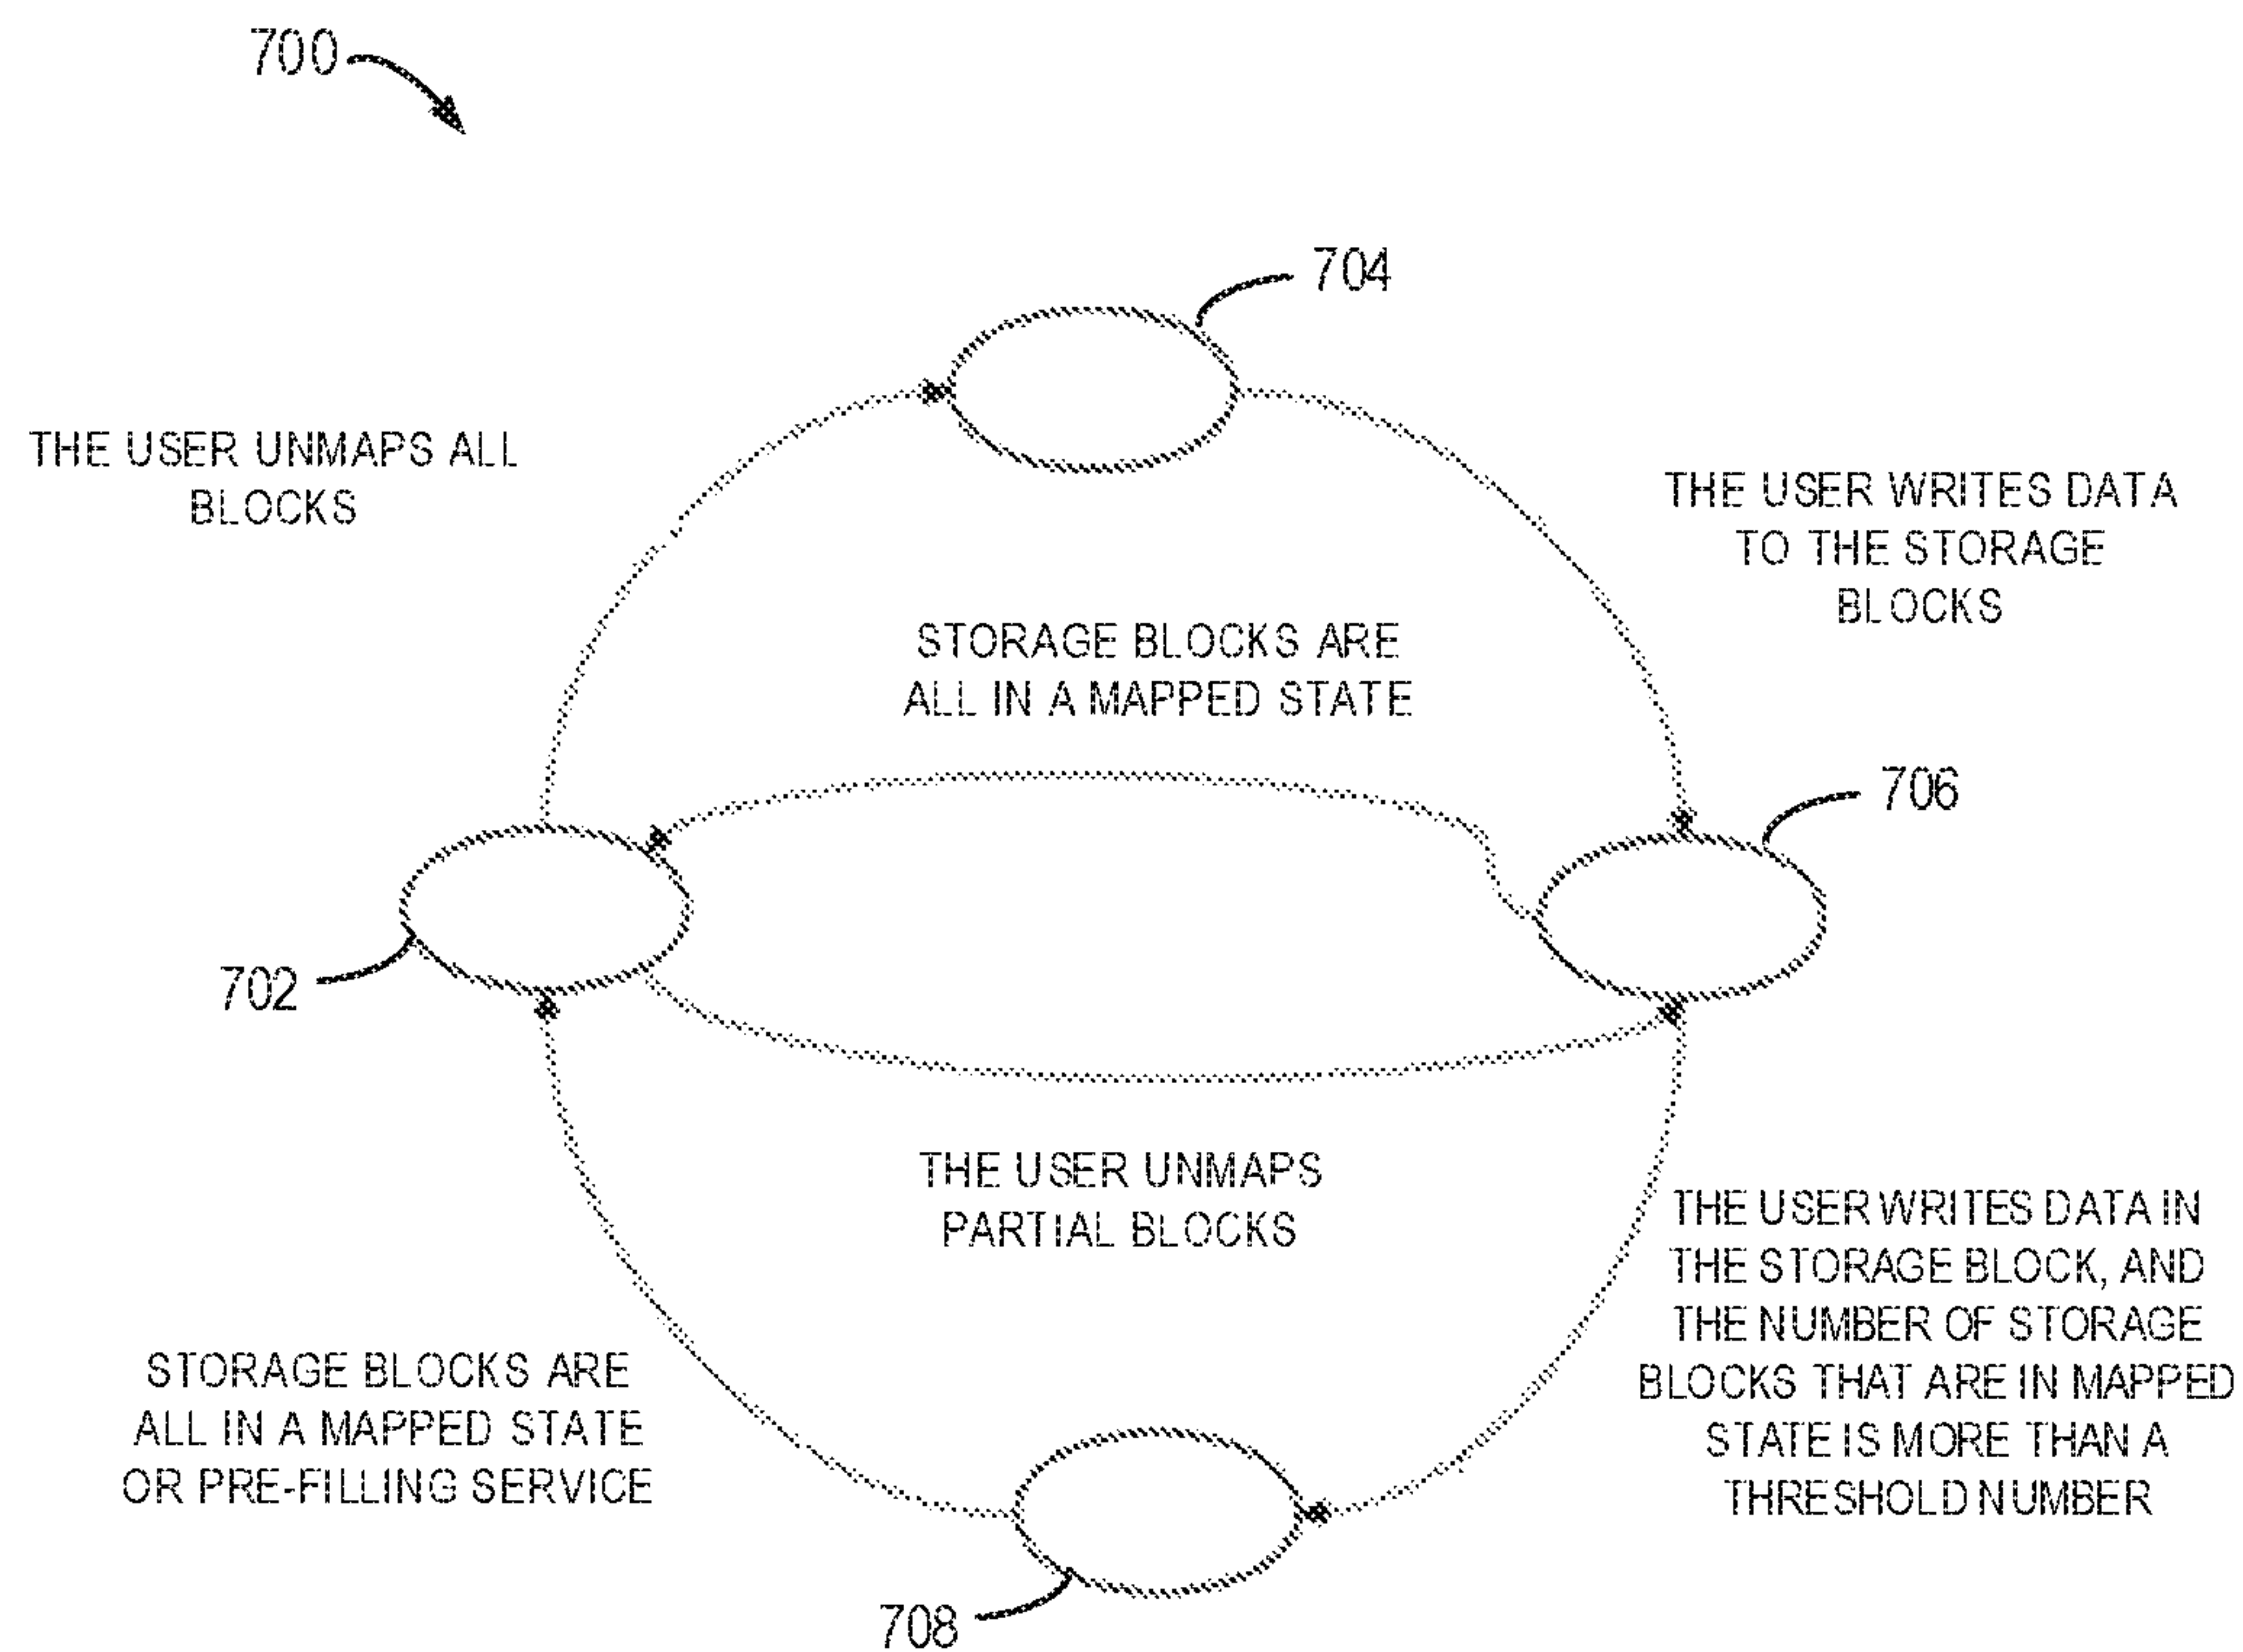 700
704
THE USER UNMAPS ALL
BLOCKS
THE USER WRITES DATA
TO THE STORAGE
BLOCKS
STORAGE BLOCKS ARE
ALL IN A MAPPED STATE
706
702
THE USER UNMAPS
PARTIAL BLOCKS
THE USER WRITES DATA IN
THE STORAGE BLOCK, AND
THE NUMBER OF STORAGE
BLOCKS THAT ARE IN MAPPED
STATE IS MORE THAN A
THRESHOLD NUMBER
STORAGE BLOCKS ARE
ALL IN A MAPPED STATE
OR PRE-FILLING SERVICE
708